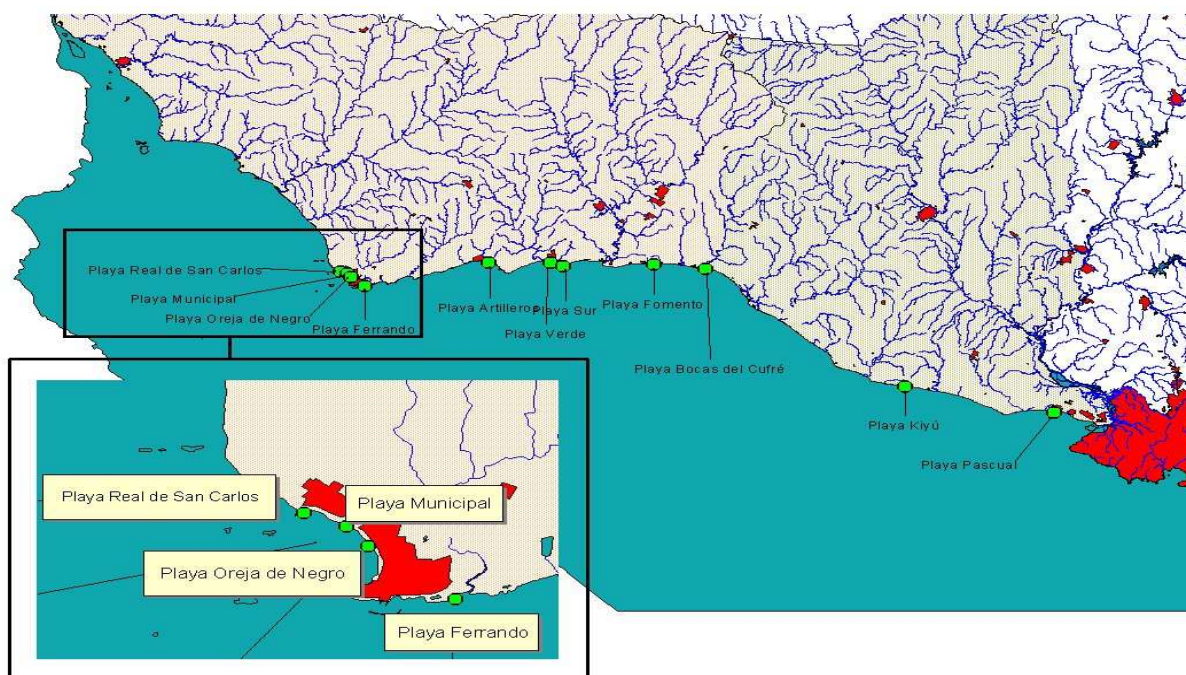 Playa Real de San Carlos
Playa Municipal
Playa Oreja de Negro
Playa Ferrando
Playa Artilleros
Playa Sur
Playa Verde
Playa Fomento
Playa Bocas del Cufré
Playa Kiyú
Playa Pascual
Playa Real de San Carlos
Playa Municipal
Playa Oreja de Negro
Playa Ferrando